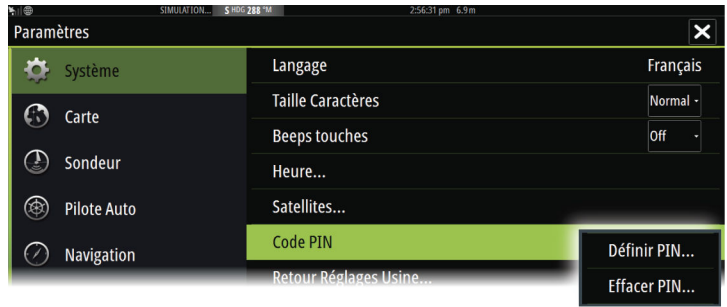 SIMULATION... S HDG 288 °M 2:56:31 pm 6.9 m
Paramètres
Système
Carte
Sondeur
Pilote Auto
Navigation
Langage Français
Taille Caractères Normal
Beeps touches Off
Heure...
Satellites...
Code PIN
Définir PIN...
Retour Réglages Usine...
Effacer PIN...